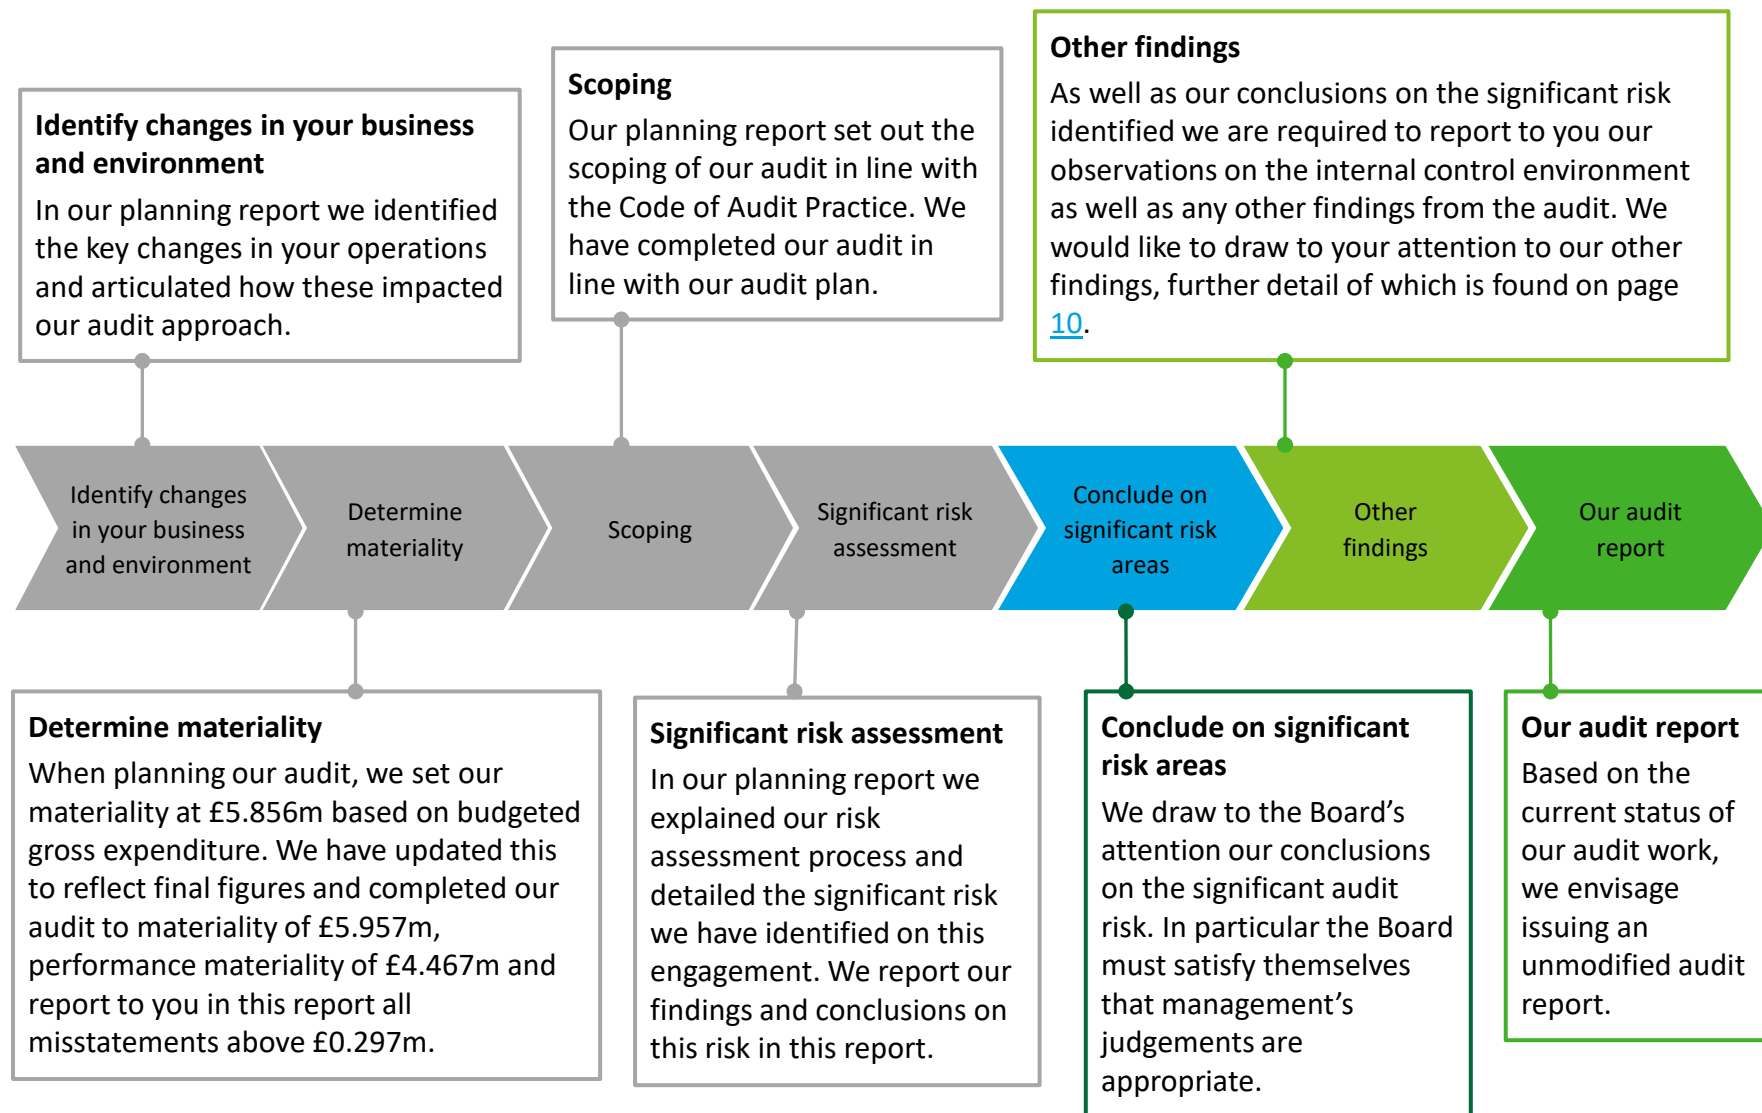 Identify changes in your business
and environment
In our planning report we identified
the key changes in your operations
and articulated how these impacted
our audit approach.
Scoping
Our planning report set out the
scoping of our audit in line with
the Code of Audit Practice. We
have completed our audit in
line with our audit plan.
Other findings
As well as our conclusions on the significant risk
identified we are required to report to you our
observations on the internal control environment
as well as any other findings from the audit. We
would like to draw to your attention to our other
findings, further detail of which is found on page
10.
Identify changes
in your business
and environment
Determine
materiality
Scoping
Significant risk
assessment
Conclude on
significant risk
areas
Other
findings
Our audit
report
Determine materiality
When planning our audit, we set our
materiality at £5.856m based on budgeted
gross expenditure. We have updated this
to reflect final figures and completed our
audit to materiality of £5.957m,
performance materiality of £4.467m and
report to you in this report all
misstatements above £0.297m.
Significant risk assessment
In our planning report we
explained our risk
assessment process and
detailed the significant risk
we have identified on this
engagement. We report our
findings and conclusions on
this risk in this report.
Conclude on significant
risk areas
We draw to the Board’s
attention our conclusions
on the significant audit
risk. In particular the Board
must satisfy themselves
that management’s
judgements are
appropriate.
Our audit report
Based on the
current status of
our audit work,
we envisage
issuing an
unmodified audit
report.